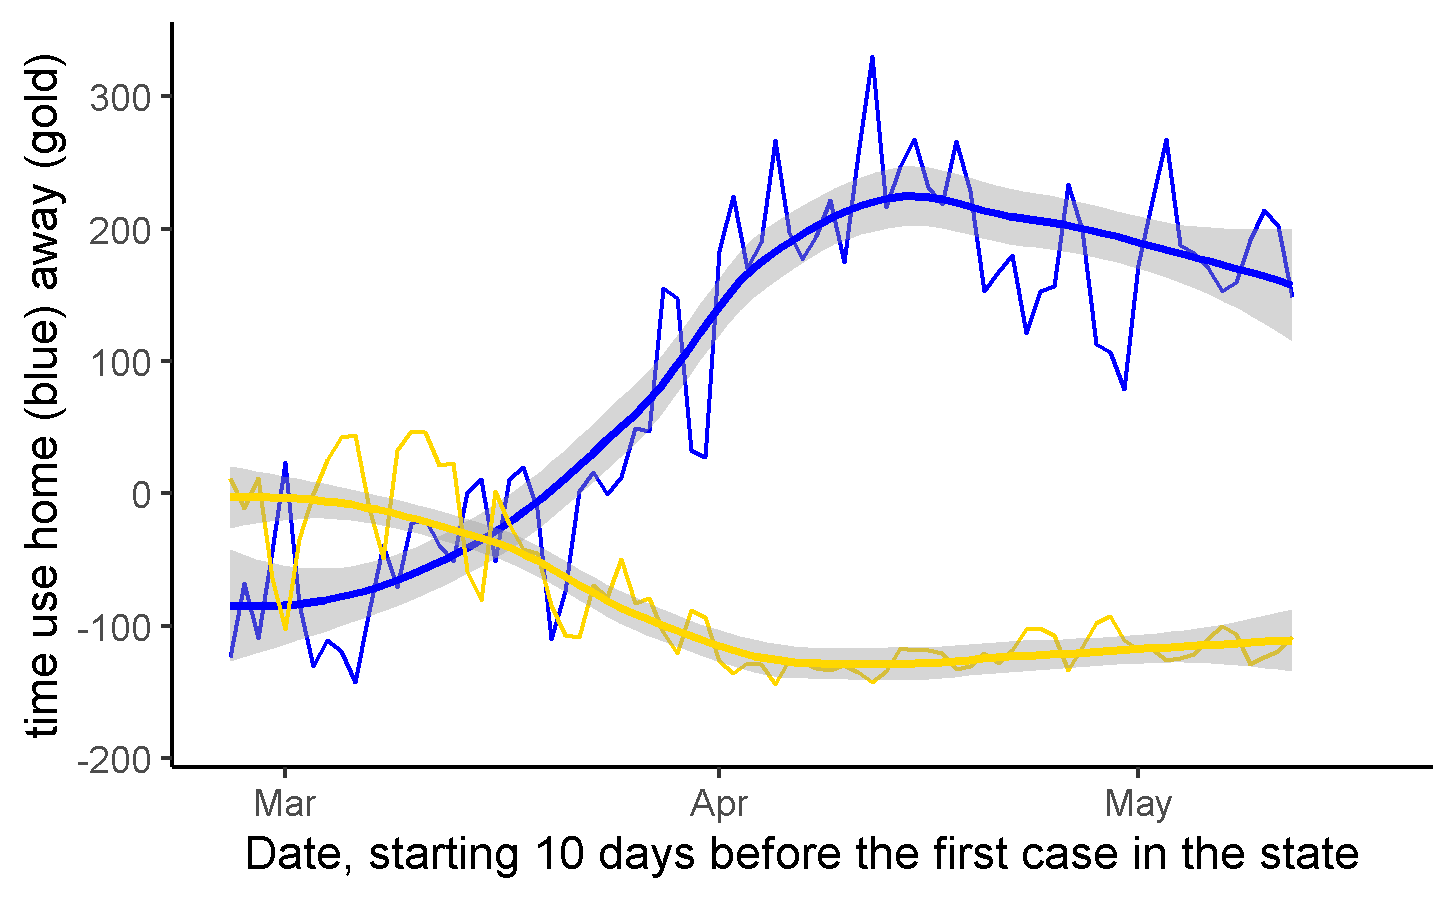 time use home (blue) away (gold)
300
200
100
0
-100
-200
Mar Apr May
Date, starting 10 days before the first case in the state